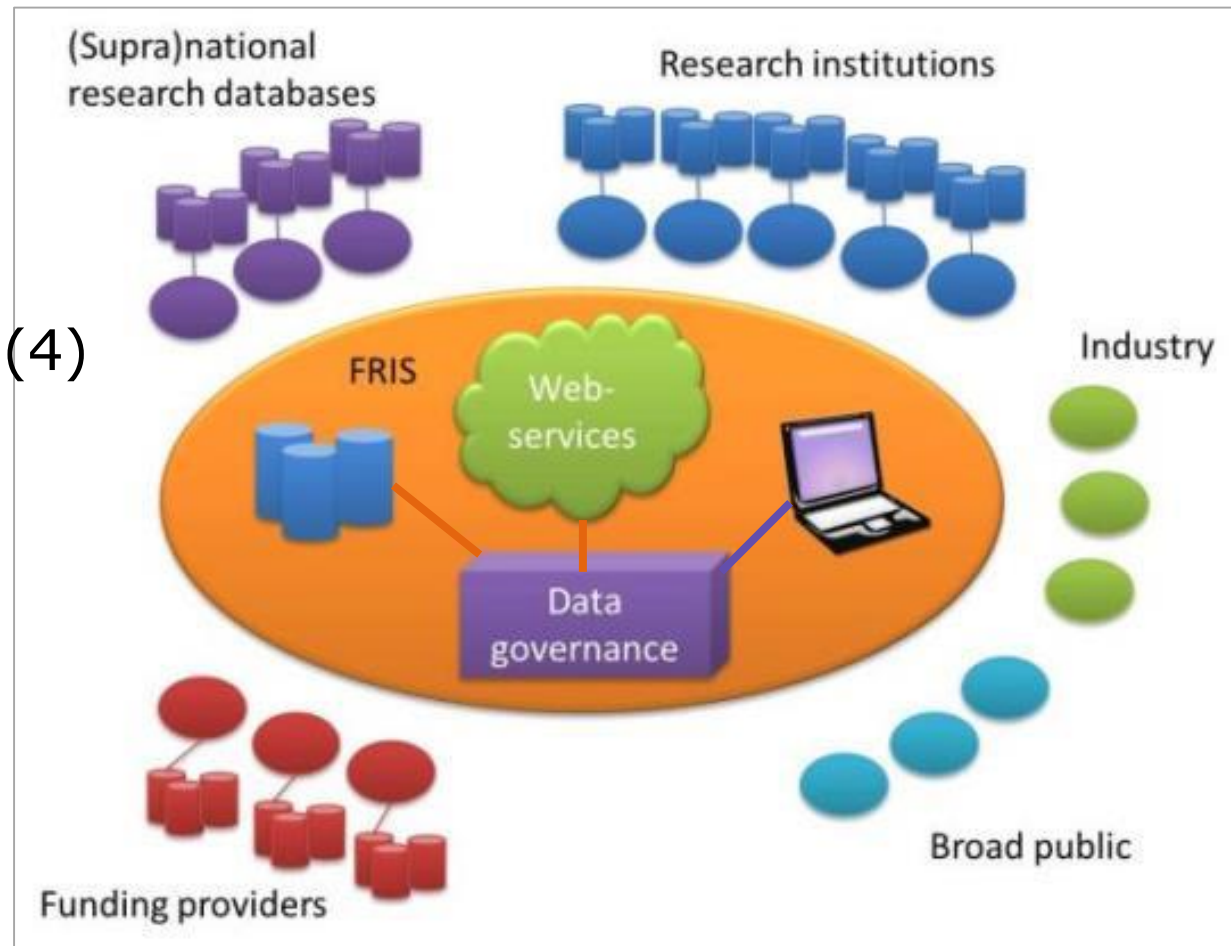 (Supra)national
research databases
Research institutions
(4)
FRIS
Web-
services
Industry
Data
governance
Broad public
Funding providers